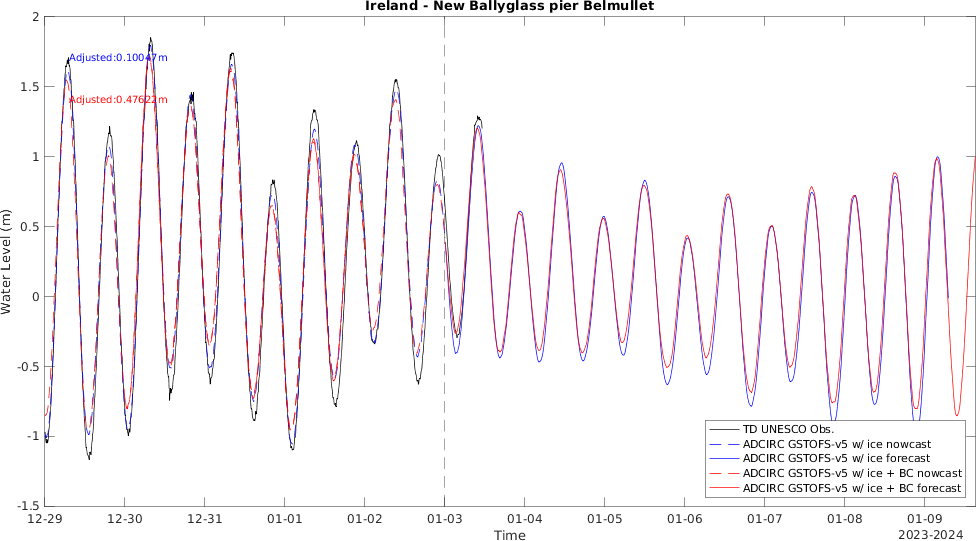 Ireland - New Ballyglass pier Belmullet
2
1.5
1
0.5
0
-0.5
-1
-1.5
Water Level (m)
Adjusted:0.10047m
Adjusted:0.47622m
TD UNESCO Obs.
ADCIRC GSTOFS-v5 w/ ice nowcast
ADCIRC GSTOFS-v5 w/ ice forecast
ADCIRC GSTOFS-v5 w/ ice + BC nowcast
ADCIRC GSTOFS-v5 w/ ice + BC forecast
12-29 12-30 12-31 01-01 01-02 01-03 01-04 01-05 01-06 01-07 01-08 01-09
Time
2023-2024